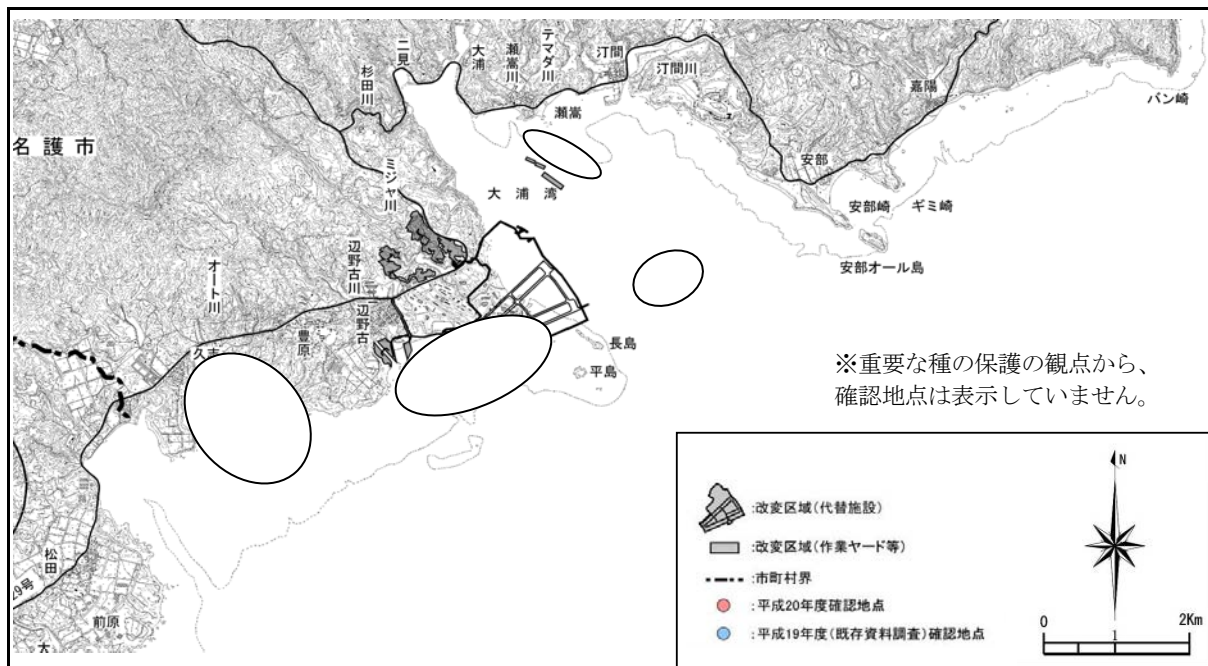 二見
大浦
瀬嵩川
テマダ川
汀間
汀間川
嘉陽
バン崎
杉田川
瀬嵩
名護市
ミジャ川
大浦湾
安部
安部崎
ギミ崎
安部オール島
辺野古川
オート川
辺野古
豊原
久志
長島
平島
※重要な種の保護の観点から、
確認地点は表示していません。
:改変区域(代替施設)
:改変区域(作業ヤード等)
:市町村界
:平成20年度確認地点
:平成19年度(既存資料調査)確認地点
N
0 1 2Km
松田
29号
前原
大